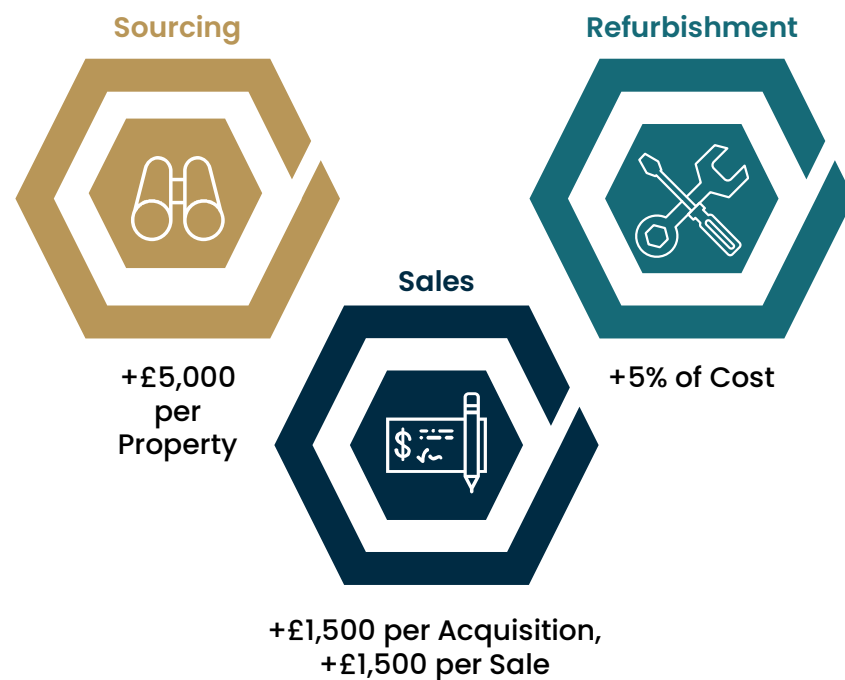 Sourcing
+£5,000
per
Property
Refurbishment
+5% of Cost
Sales
$
+£1,500 per Acquisition,
+£1,500 per Sale